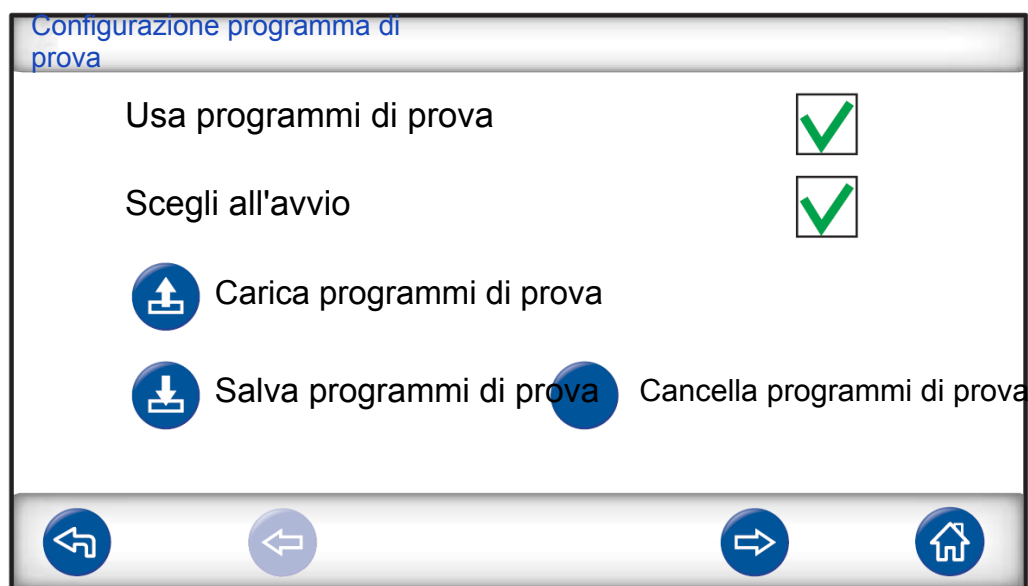 Configurazione programma di
prova
Usa programmi di prova
Scegli all'avvio
Carica programmi di prova
Salva programmi di prova
Cancella programmi di prova